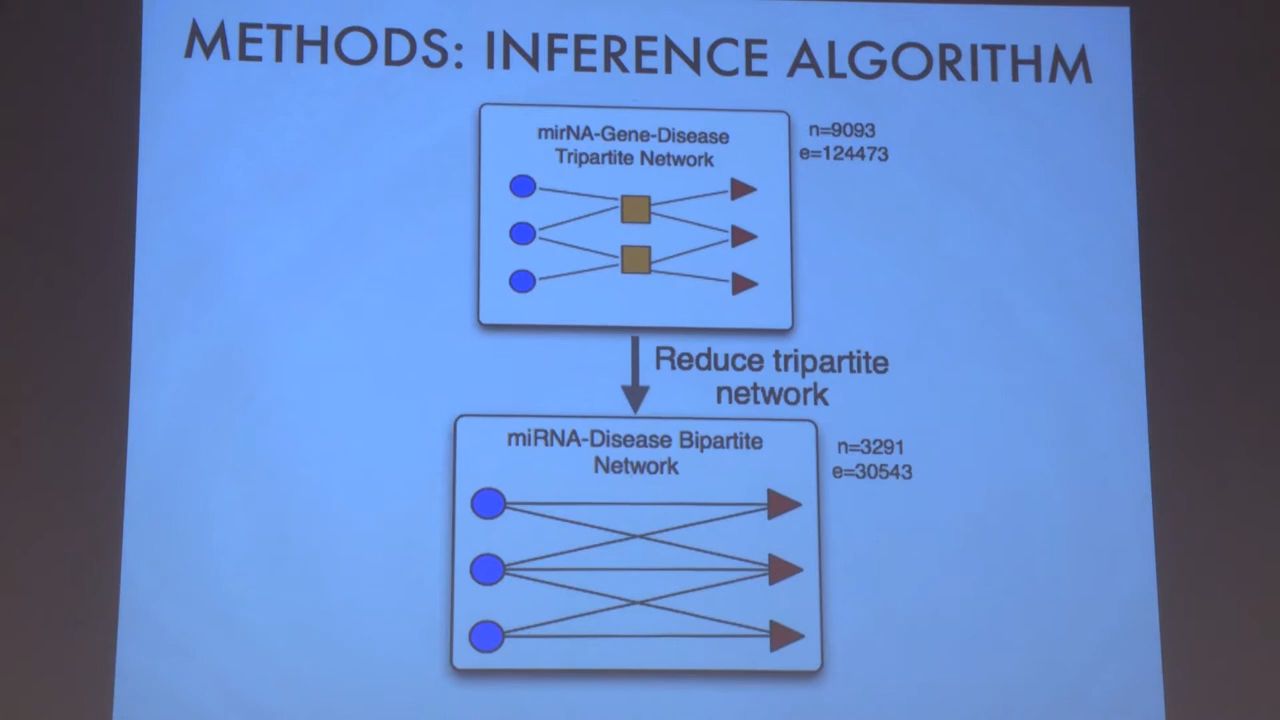 METHODS: INFERENCE ALGORITHM
mirNA-Gene-Disease
Tripartite Network
n=9093
e=124473
Reduce tripartite
network
miRNA-Disease Bipartite
Network
n=3291
e=30543